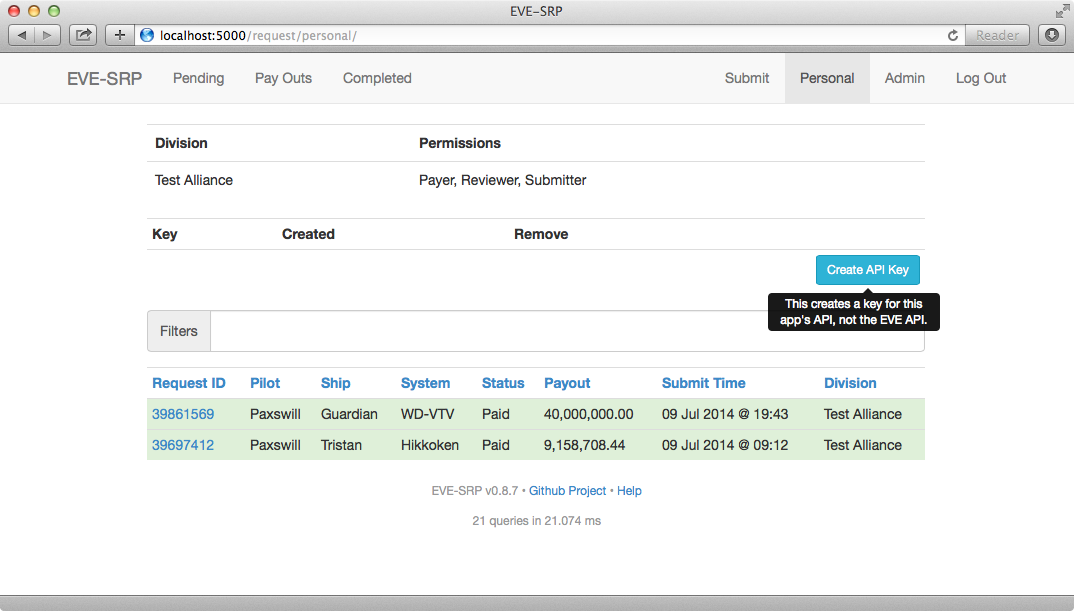 EVE-SRP
localhost:5000/request/personal/
Reader
EVE-SRP Pending Pay Outs Completed Submit Personal Admin Log Out
Division Permissions
Test Alliance Payer, Reviewer, Submitter
Key Created Remove
Create API Key
This creates a key for this
app's API, not the EVE API.
Filters
Request ID Pilot Ship System Status Payout Submit Time Division
39861569 Paxswill Guardian WD-VTV Paid 40,000,000.00 09 Jul 2014 @ 19:43 Test Alliance
39697412 Paxswill Tristan Hikkoken Paid 9,158,708.44 09 Jul 2014 @ 09:12 Test Alliance
EVE-SRP v0.8.7 • Github Project • Help
21 queries in 21.074 ms